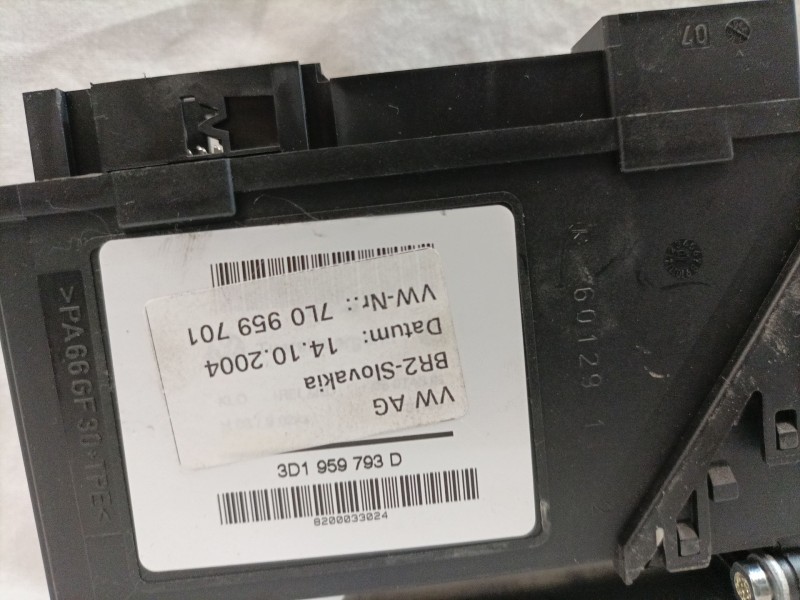 VW AG
BR2-Slovakia
Datum: 14.10.2004
VW-Nr.: 7L0 959 701
3D1 959 793 D
8200033024
>PA66GF30+TPE<
K 60129 1
07